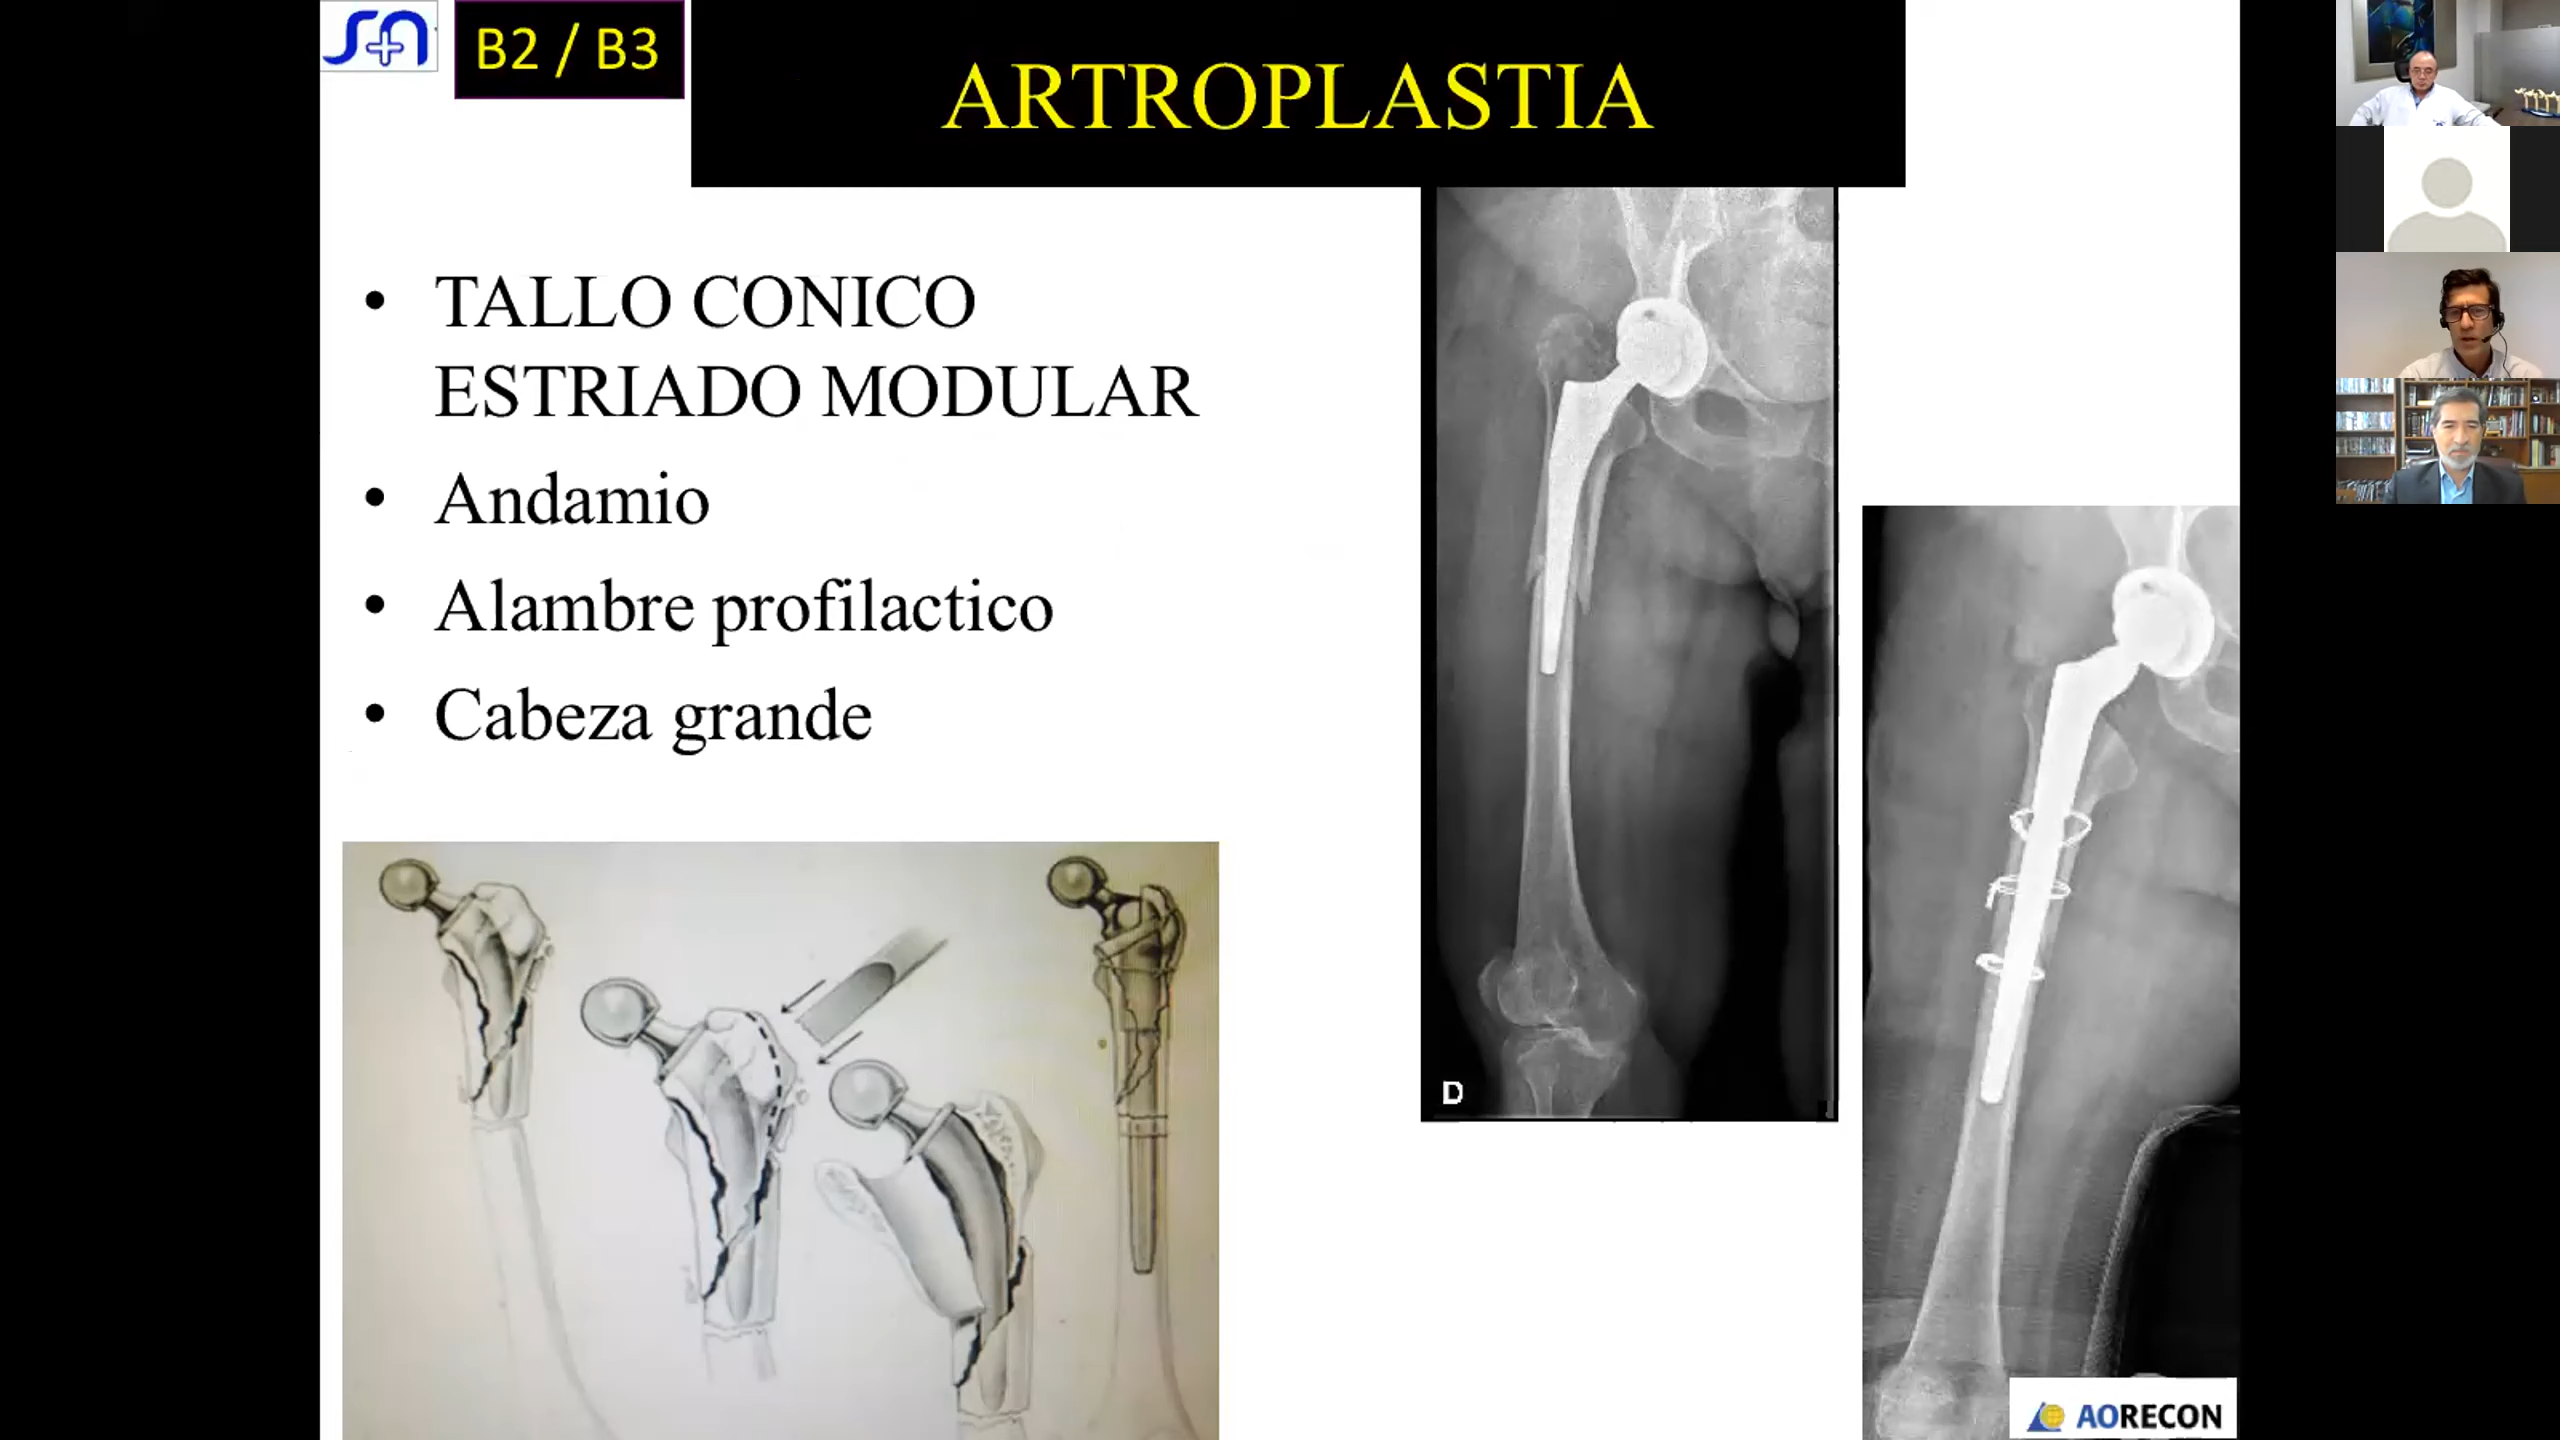 B2 / B3
ARTROPLASTIA
• TALLO CONICO
ESTRIADO MODULAR
• Andamio
• Alambre profilactico
• Cabeza grande
D
AORECON